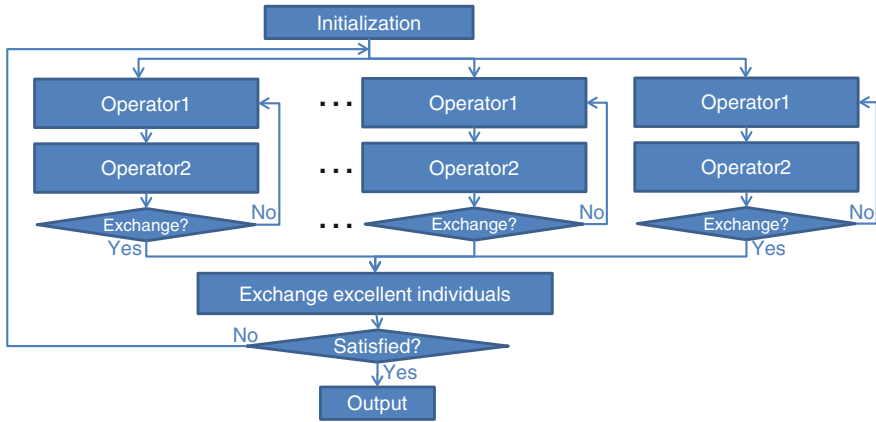 Initialization
Operator1
... Operator1
Operator1
Operator2
... Operator2
Operator2
Exchange?
No
... Exchange?
No
Exchange?
No
Yes
Yes
Exchange excellent individuals
No
Satisfied?
Yes
Output